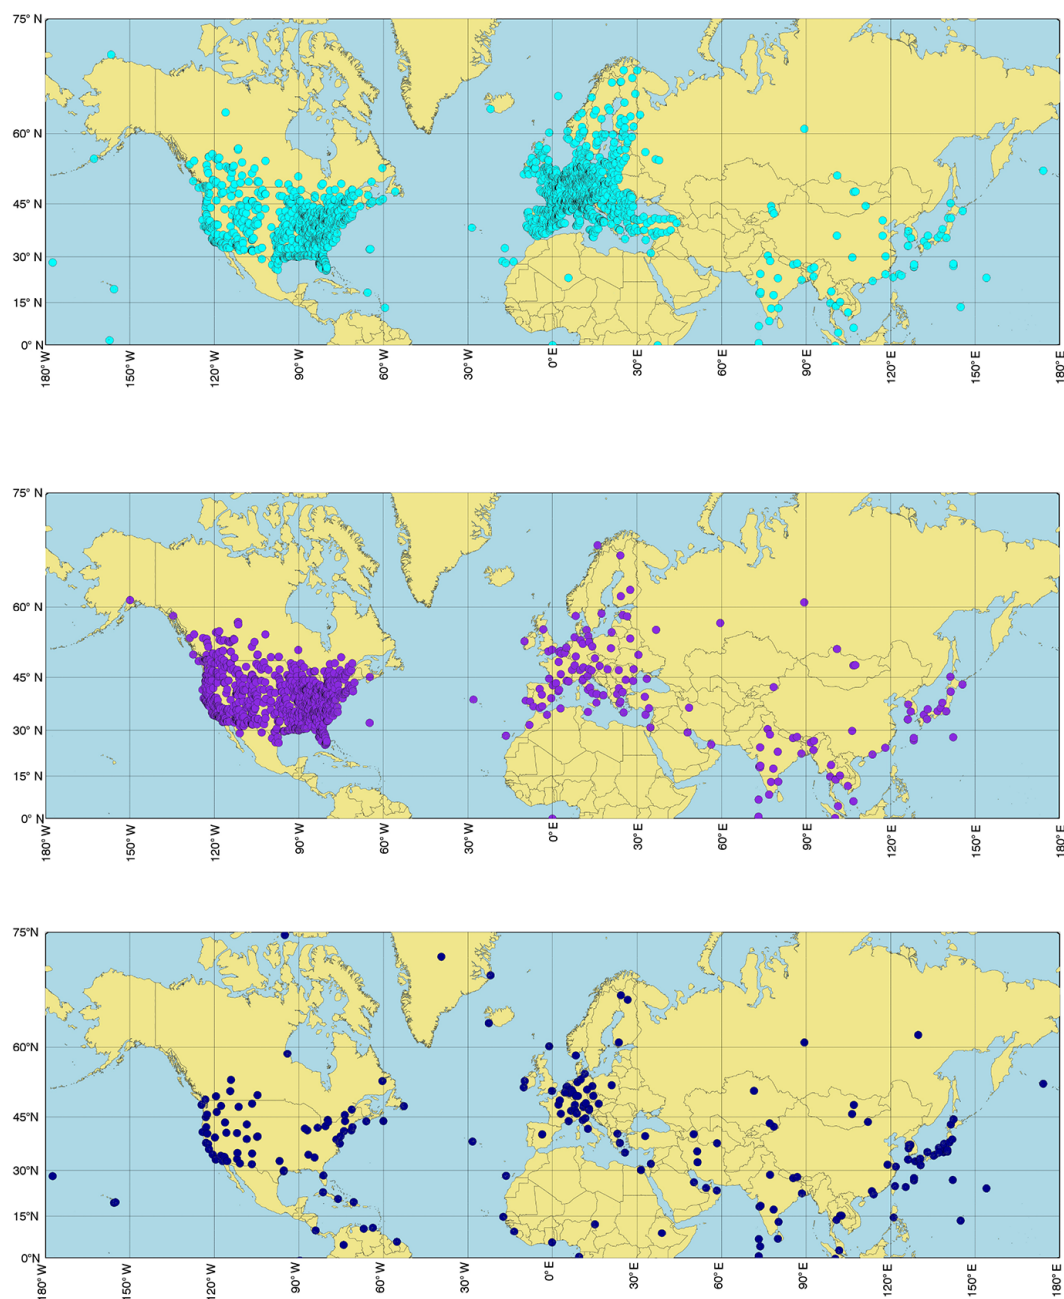 75° N
60° N
45° N
30° N
15° N
0° N
180° W
150° W
120° W
90° W
60° W
30° W
0° E
30° E
60° E
90° E
120° E
150° E
180° E
75° N
60° N
45° N
30° N
15° N
0° N
180° W
150° W
120° W
90° W
60° W
30° W
0° E
30° E
60° E
90° E
120° E
150° E
180° E
75°N
60°N
45°N
30°N
15°N
0°N
180° W
150° W
120° W
90° W
60° W
30° W
0° E
30° E
60° E
90° E
120° E
150° E
180° E